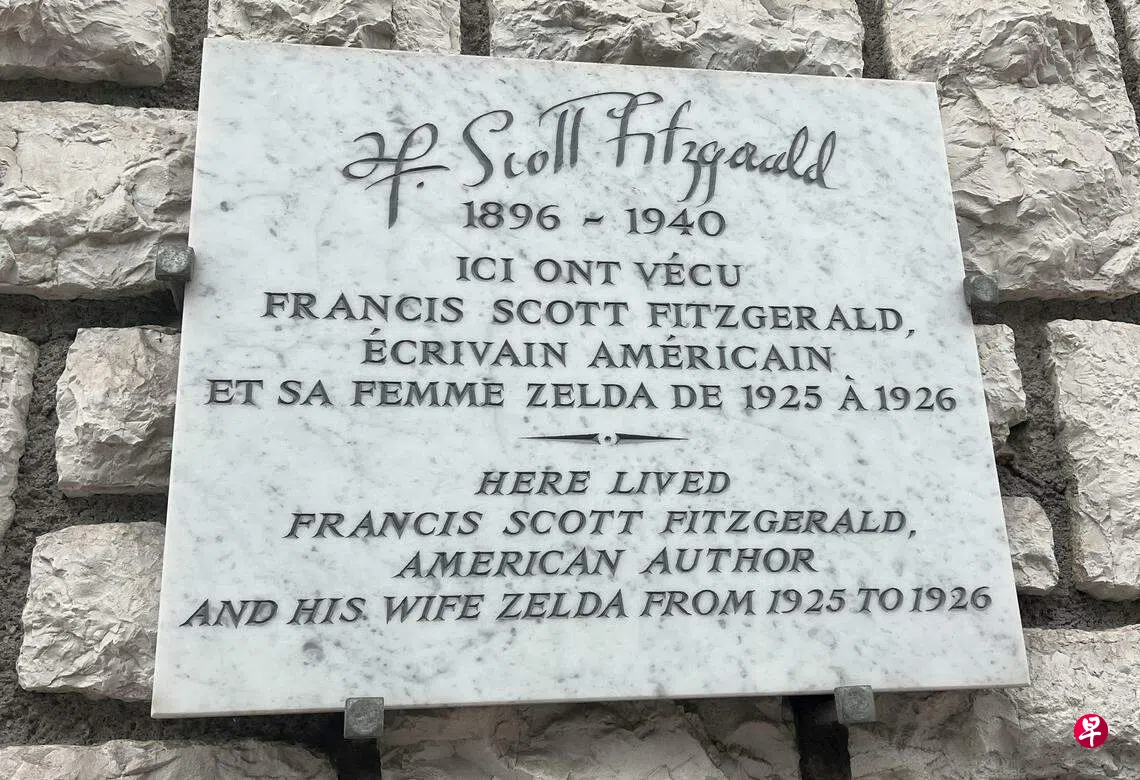 F. Scott Fitzgerald
1896 - 1940
ICI ONT VÉCU
FRANCIS SCOTT FITZGERALD,
ÉCRIVAIN AMÉRICAIN
ET SA FEMME ZELDA DE 1925 À 1926
HERE LIVED
FRANCIS SCOTT FITZGERALD,
AMERICAN AUTHOR
AND HIS WIFE ZELDA FROM 1925 TO 1926
早